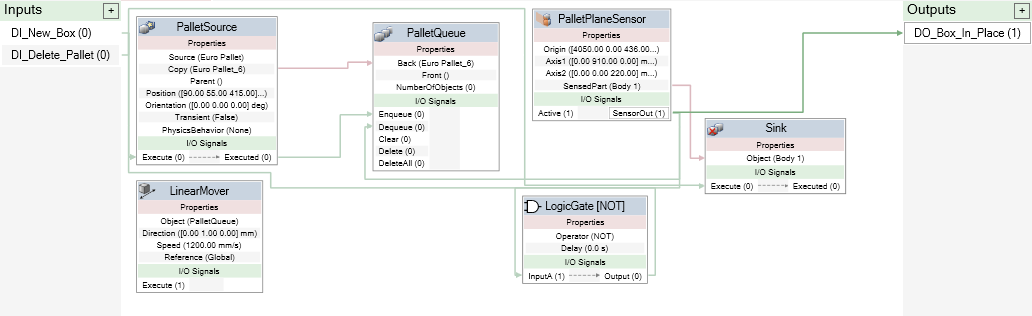 Inputs +
DI_New_Box (0)
DI_Delete_Pallet (0)
PalletSource
Properties
Source (Euro Pallet)
Copy (Euro Pallet_6)
Parent ()
Position ([90.00 55.00 415.00]...)
Orientation ([0.00 0.00 0.00] deg)
Transient (False)
PhysicsBehavior (None)
I/O Signals
Execute (0) Executed (0)
LinearMover
Properties
Object (PalletQueue)
Direction ([0.00 1.00 0.00] mm)
Speed (1200.00 mm/s)
Reference (Global)
I/O Signals
Execute (1)
PalletQueue
Properties
Back (Euro Pallet_6)
Front ()
NumberOfObjects (0)
I/O Signals
Enqueue (0)
Dequeue (0)
Clear (0)
Delete (0)
DeleteAll (0)
PalletPlaneSensor
Properties
Origin ([4050.00 0.00 436.00...)
Axis1 ([0.00 910.00 0.00] m...)
Axis2 ([0.00 0.00 220.00] m...)
SensedPart (Body 1)
I/O Signals
Active (1) SensorOut (1)
LogicGate [NOT]
Properties
Operator (NOT)
Delay (0.0 s)
I/O Signals
InputA (1) Output (0)
Sink
Properties
Object (Body 1)
I/O Signals
Execute (0) Executed (0)
Outputs +
DO_Box_In_Place (1)